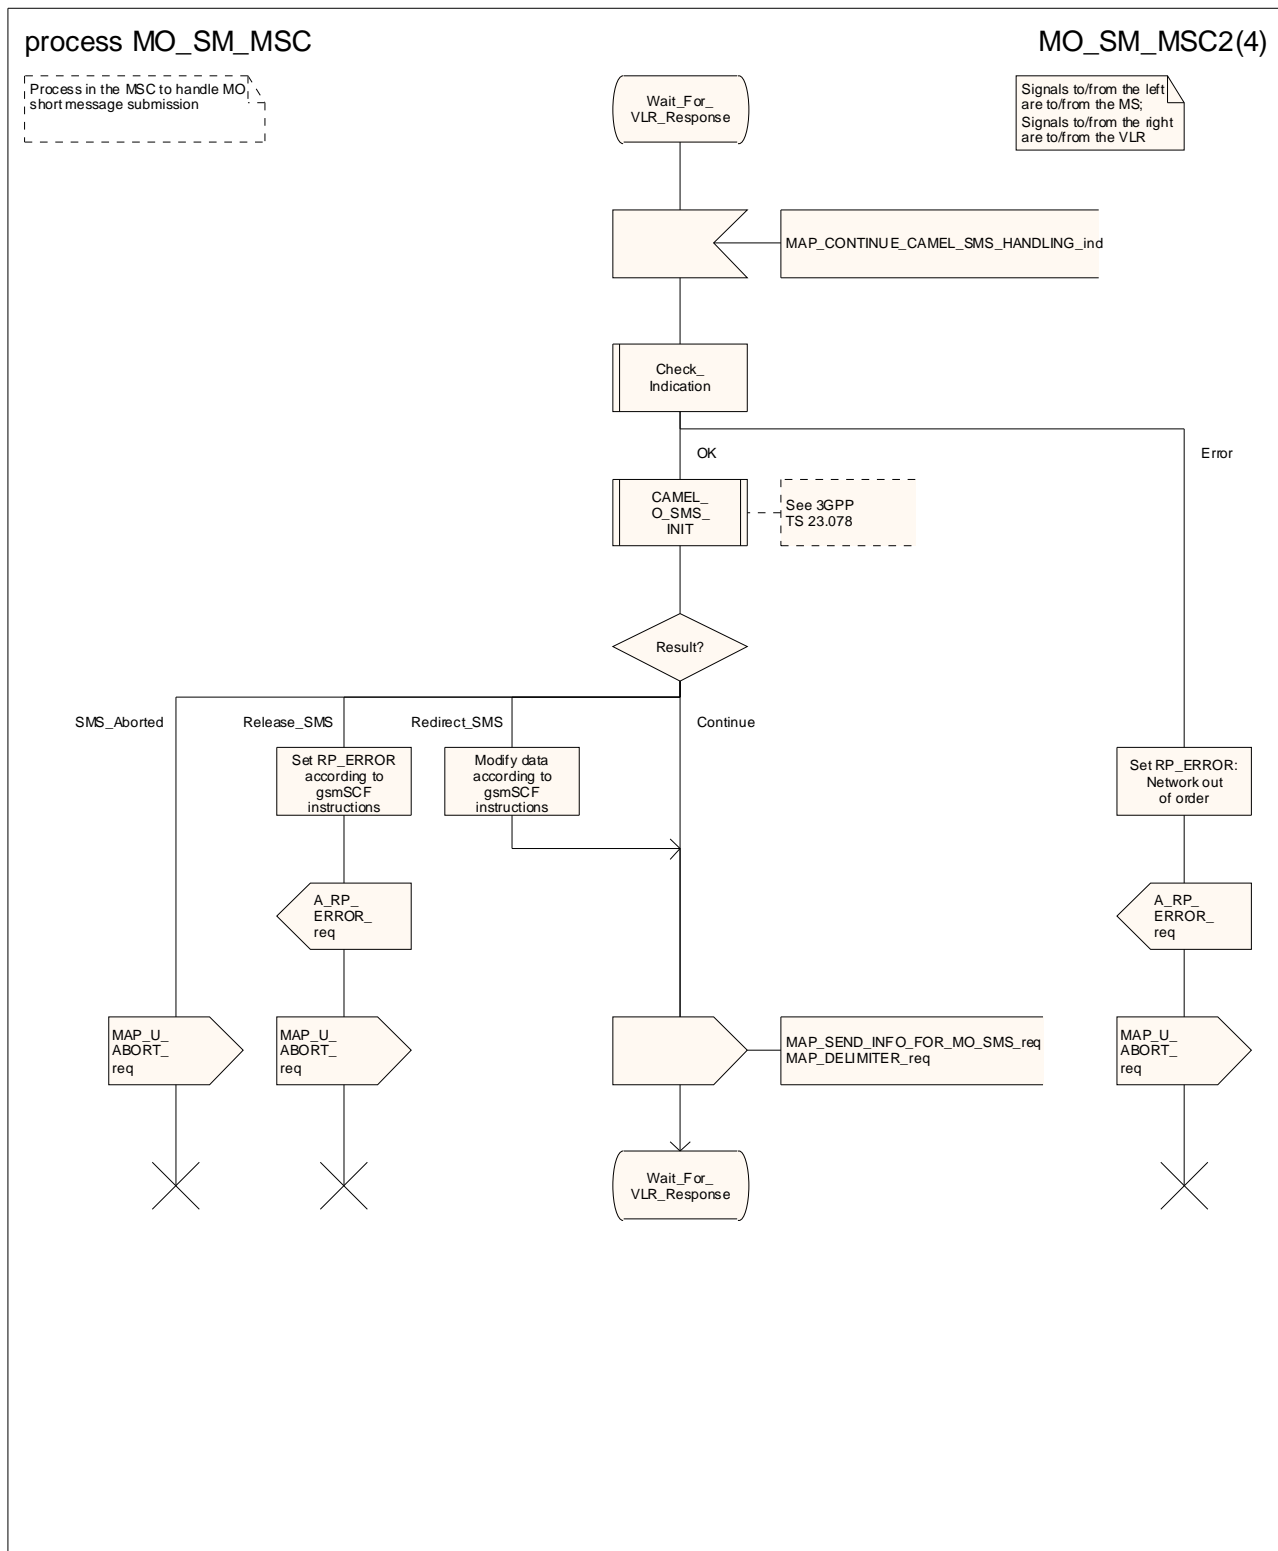 process MO_SM_MSC
MO_SM_MSC2(4)
Process in the MSC to handle MO
short message submission
Signals to/from the left
are to/from the MS;
Signals to/from the right
are to/from the VLR
Wait_For_
VLR_Response
MAP_CONTINUE_CAMEL_SMS_HANDLING_ind
Check_
Indication
OK
Error
CAMEL_
O_SMS_
INIT
See 3GPP
TS 23.078
Result?
SMS_Aborted
Release_SMS
Redirect_SMS
Continue
Set RP_ERROR
according to
gsmSCF
instructions
Modify data
according to
gsmSCF
instructions
Set RP_ERROR:
Network out
of order
A_RP_
ERROR_
req
A_RP_
ERROR_
req
MAP_U_
ABORT_
req
MAP_U_
ABORT_
req
MAP_SEND_INFO_FOR_MO_SMS_req
MAP_DELIMITER_req
MAP_U_
ABORT_
req
Wait_For_
VLR_Response